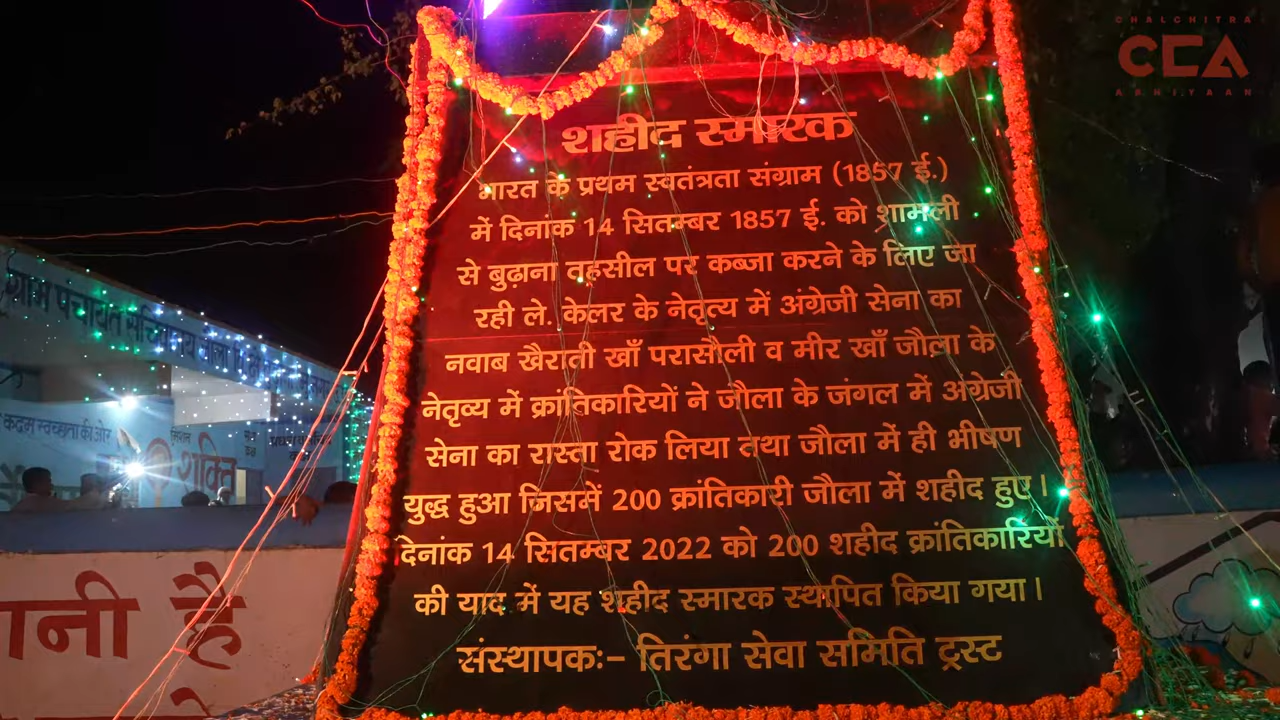 CHALCHITRA
CCA
ABHIYAAN
शहीद स्मारक
भारत के प्रथम स्वतंत्रता संग्राम (1857 ई.)
में दिनांक 14 सितम्बर 1857 ई. को शामली
से बुढ़ाना तहसील पर कब्जा करने के लिए जा
रही ले. केलर के नेतृत्य में अंग्रेजी सेना का
नवाब खैराती खाँ परासौली व मीर खाँ जौला के
नेतृव्य में क्रांतिकारियों ने जौला के जंगल में अंग्रेजी
सेना का रास्ता रोक लिया तथा जौला में ही भीषण
युद्ध हुआ जिसमें 200 क्रांतिकारी जौला में शहीद हुए।
दिनांक 14 सितम्बर 2022 को 200 शहीद क्रांतिकारियों
की याद में यह शहीद स्मारक स्थापित किया गया।
संस्थापकः– तिरंगा सेवा समिति ट्रस्ट
ग्राम पंचायत सचिवालय जौला
कदम स्वच्छता की ओर
शक्ति
नी है